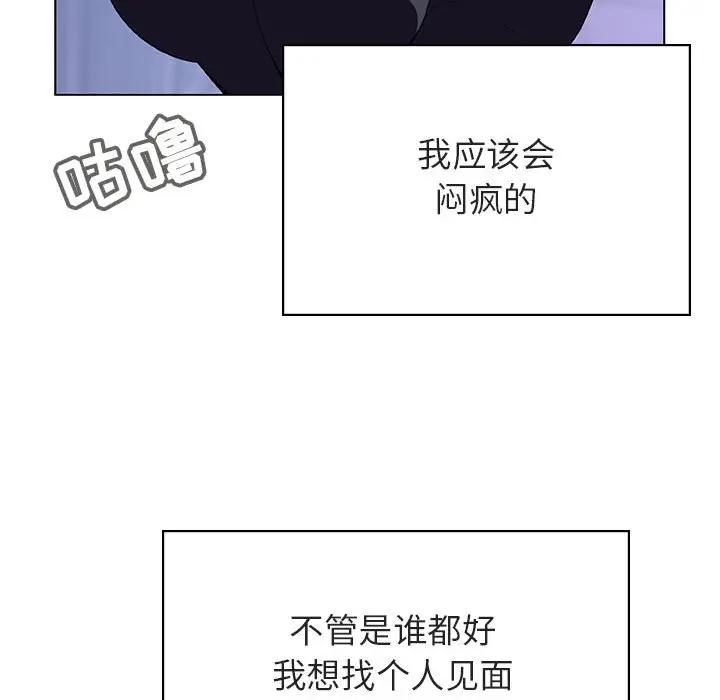 咕噜
我应该会
闷疯的
不管是谁都好
我想找个人见面